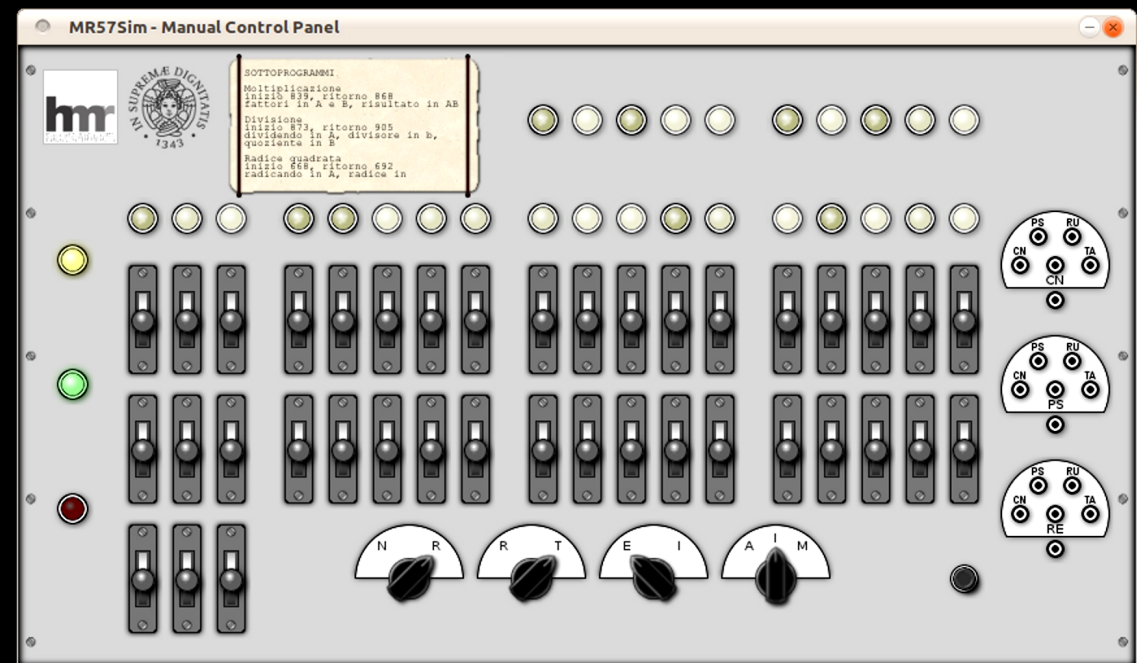 MR57Sim - Manual Control Panel
hmr
IN SUPREMÆ DIGNITATIS
1343
SOTTOPROGRAMMI
Moltiplicazione
inizio 839, ritorno 868
fattori in A e B, risultato in AB
Divisione
inizio 873, ritorno 905
dividendo in A, divisore in b,
quoziente in B
Radice quadrata
inizio 668, ritorno 692
radicando in A, radice in
PS RU
CN TA
CN
PS RU
CN TA
PS
PS RU
CN TA
RE
N R
R T
E I
A I M